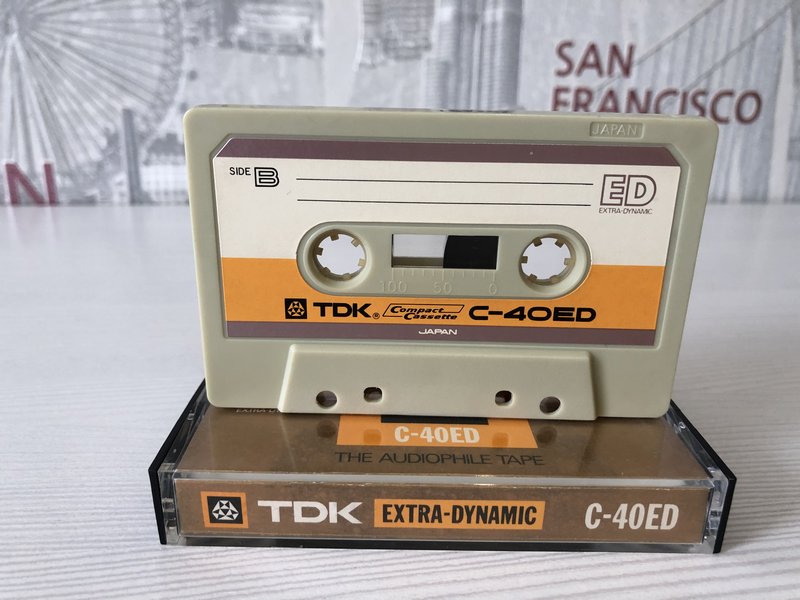 SAN
FRANCISCO
N
JAPAN
SIDE B
ED
EXTRA-DYNAMIC
100 50 0
TDK® Compact Cassette C-40ED
JAPAN
C-40ED
THE AUDIOPHILE TAPE
TDK EXTRA-DYNAMIC C-40ED